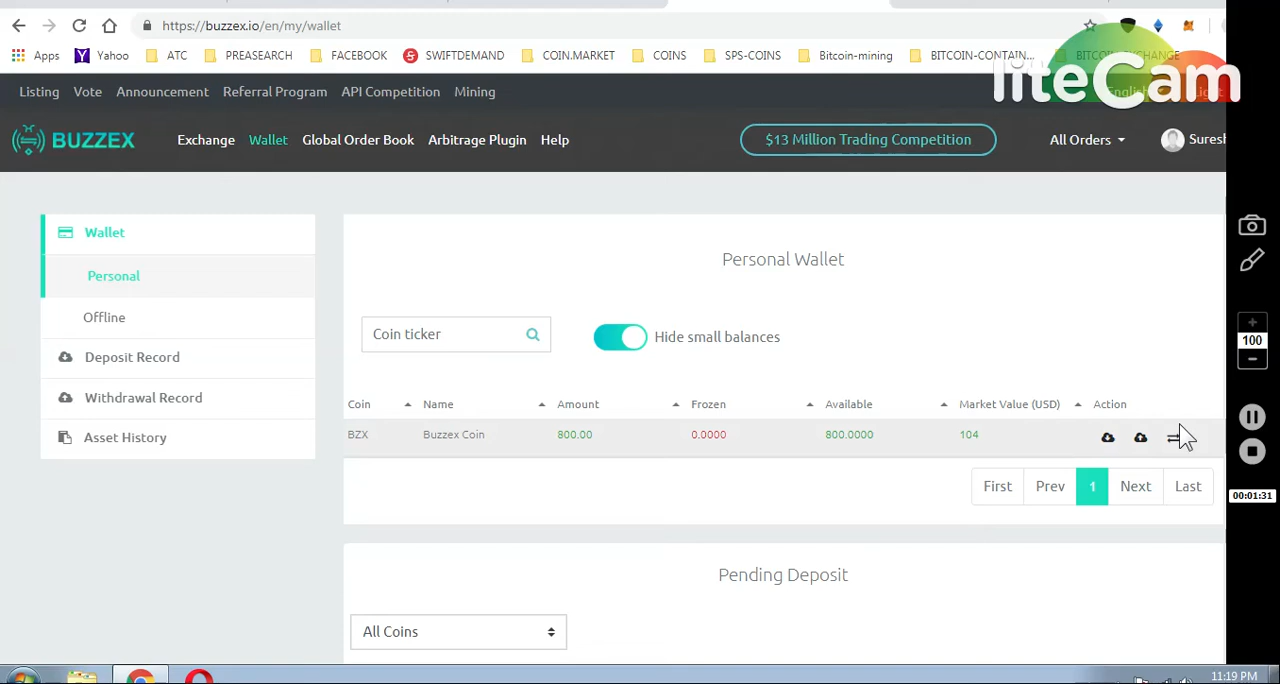 https://buzzex.io/en/my/wallet
Apps Yahoo ATC PREASEARCH FACEBOOK SWIFTDEMAND COIN.MARKET COINS SPS-COINS Bitcoin-mining BITCOIN-CONTAIN... BITCOIN-EXCHANGE
liteCam
Listing Vote Announcement Referral Program API Competition Mining English Light
BUZZEX Exchange Wallet Global Order Book Arbitrage Plugin Help $13 Million Trading Competition All Orders Suresh
Wallet
Personal
Offline
Deposit Record
Withdrawal Record
Asset History
Personal Wallet
Coin ticker Hide small balances
Coin Name Amount Frozen Available Market Value (USD) Action
BZX Buzzex Coin 800.00 0.0000 800.0000 104
First Prev 1 Next Last
Pending Deposit
All Coins
100
00:01:31
11:19 PM